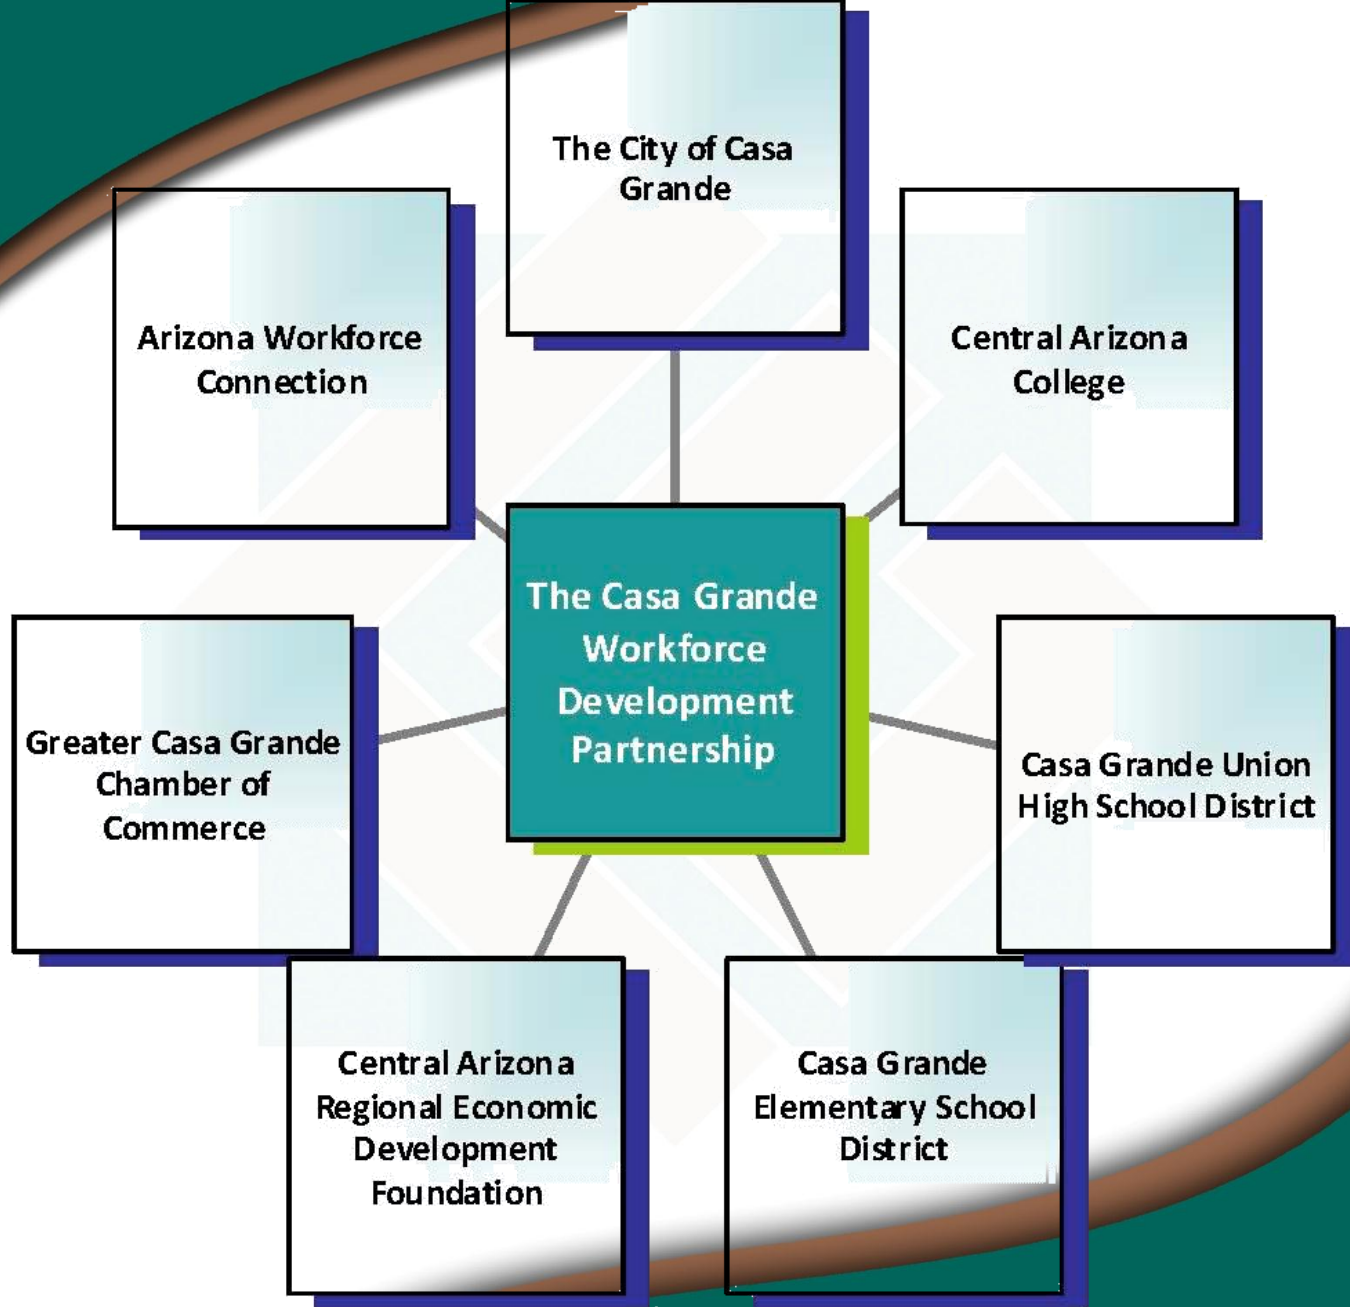 The City of Casa
Grande
Arizona Workforce
Connection
Central Arizona
College
The Casa Grande
Workforce
Development
Partnership
Greater Casa Grande
Chamber of
Commerce
Casa Grande Union
High School District
Central Arizona
Regional Economic
Development
Foundation
Casa Grande
Elementary School
District